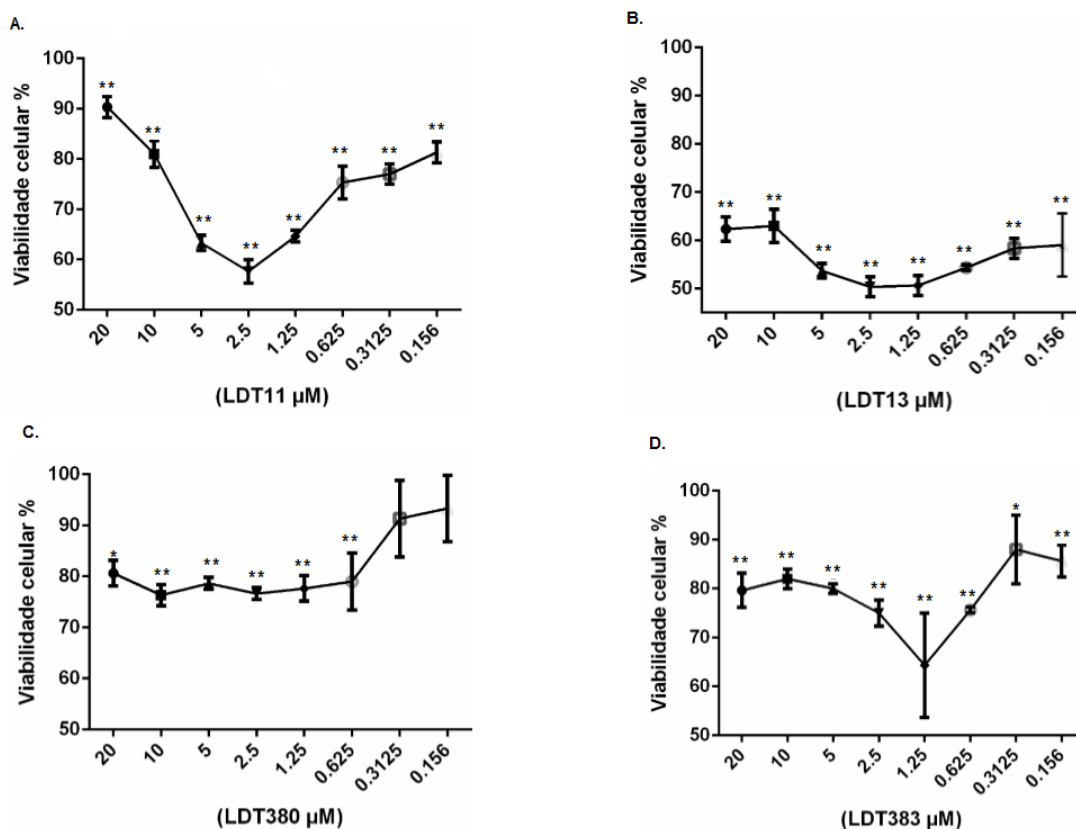 A.
Viabilidade celular %
100
90
80
70
60
50
** ** ** ** ** ** ** **
20 10 5 2.5 1.25 0.625 0.3125 0.156
(LDT11 µM)
B.
Viabilidade celular %
100
90
80
70
60
50
** ** ** ** ** ** ** **
20 10 5 2.5 1.25 0.625 0.3125 0.156
(LDT13 µM)
C.
Viabilidade celular %
100
90
80
70
60
50
* ** ** ** ** **
20 10 5 2.5 1.25 0.625 0.3125 0.156
(LDT380 µM)
D.
Viabilidade celular %
100
90
80
70
60
50
** ** ** ** ** ** * **
20 10 5 2.5 1.25 0.625 0.3125 0.156
(LDT383 µM)